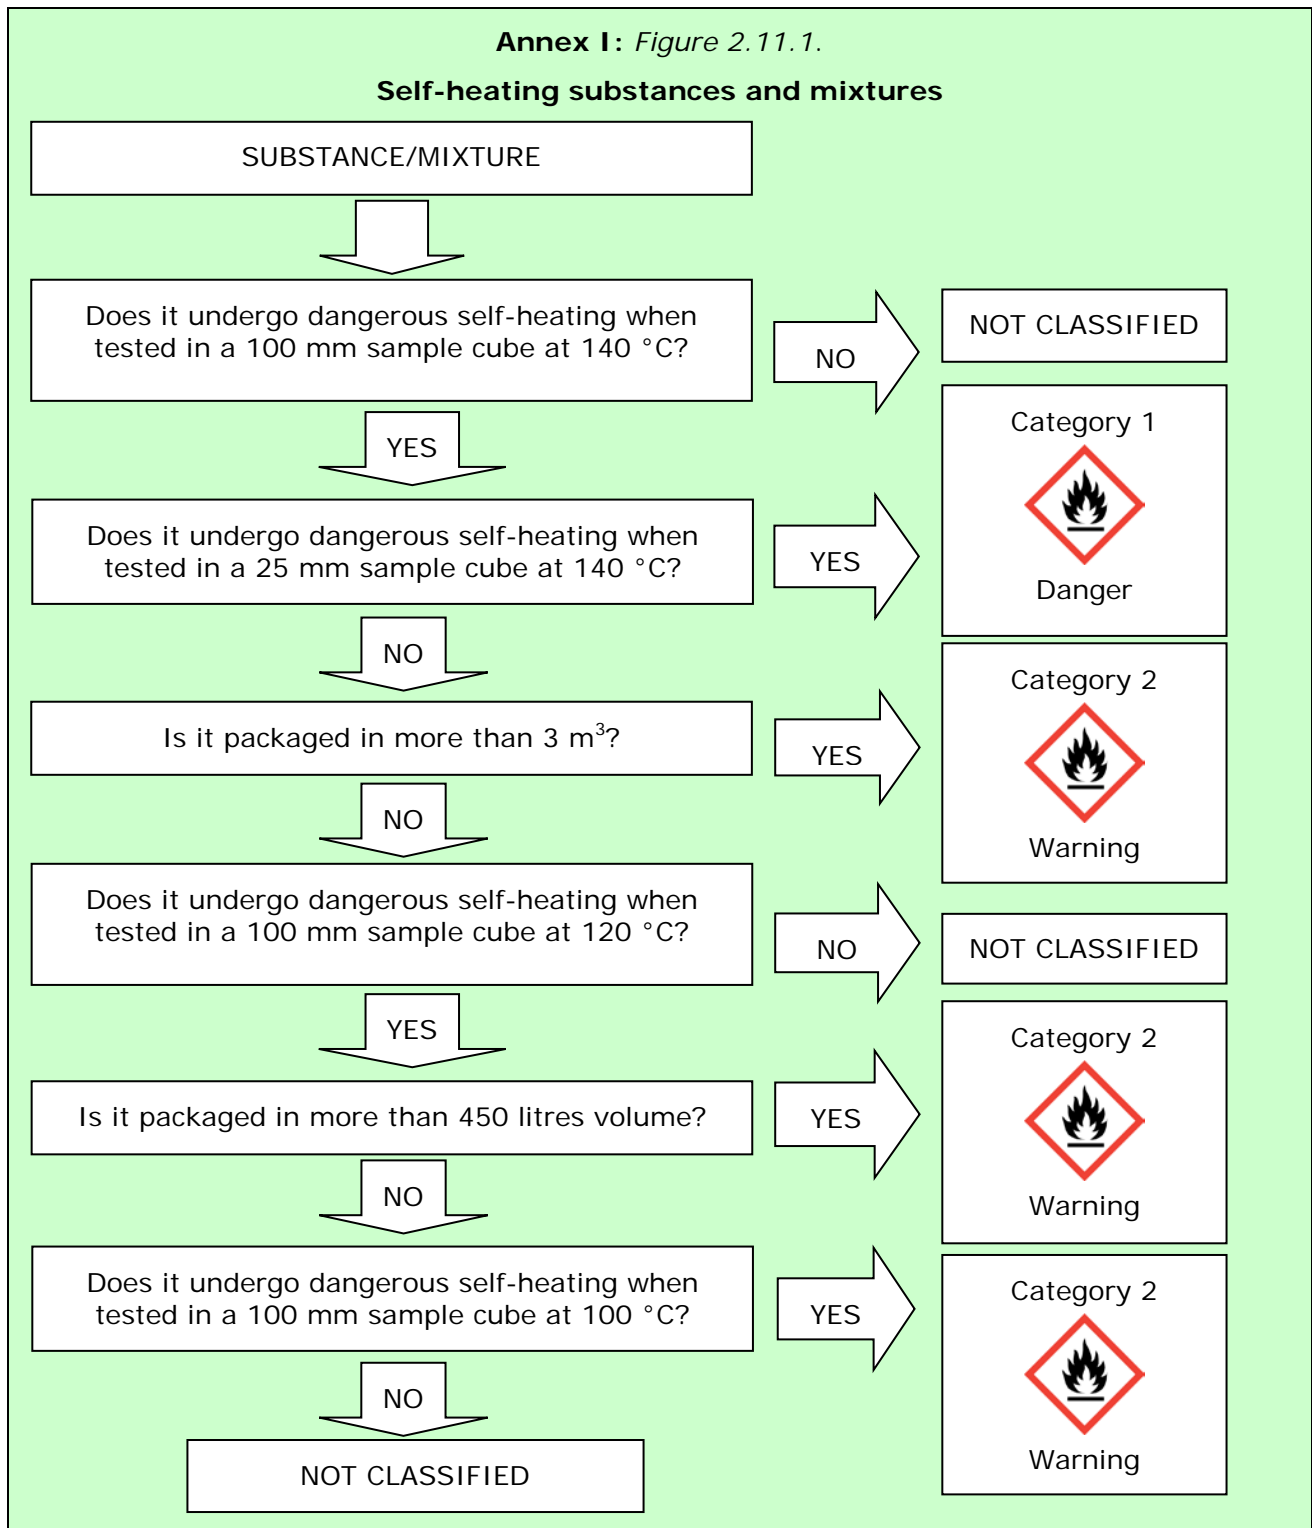 Annex I: Figure 2.11.1.
Self-heating substances and mixtures
SUBSTANCE/MIXTURE
Does it undergo dangerous self-heating when
tested in a 100 mm sample cube at 140 °C?
NO
NOT CLASSIFIED
YES
Category 1
Danger
Does it undergo dangerous self-heating when
tested in a 25 mm sample cube at 140 °C?
YES
NO
Category 2
Warning
Is it packaged in more than 3 m³?
YES
NO
Does it undergo dangerous self-heating when
tested in a 100 mm sample cube at 120 °C?
NO
NOT CLASSIFIED
YES
Category 2
Warning
Is it packaged in more than 450 litres volume?
YES
NO
Does it undergo dangerous self-heating when
tested in a 100 mm sample cube at 100 °C?
YES
Category 2
Warning
NO
NOT CLASSIFIED